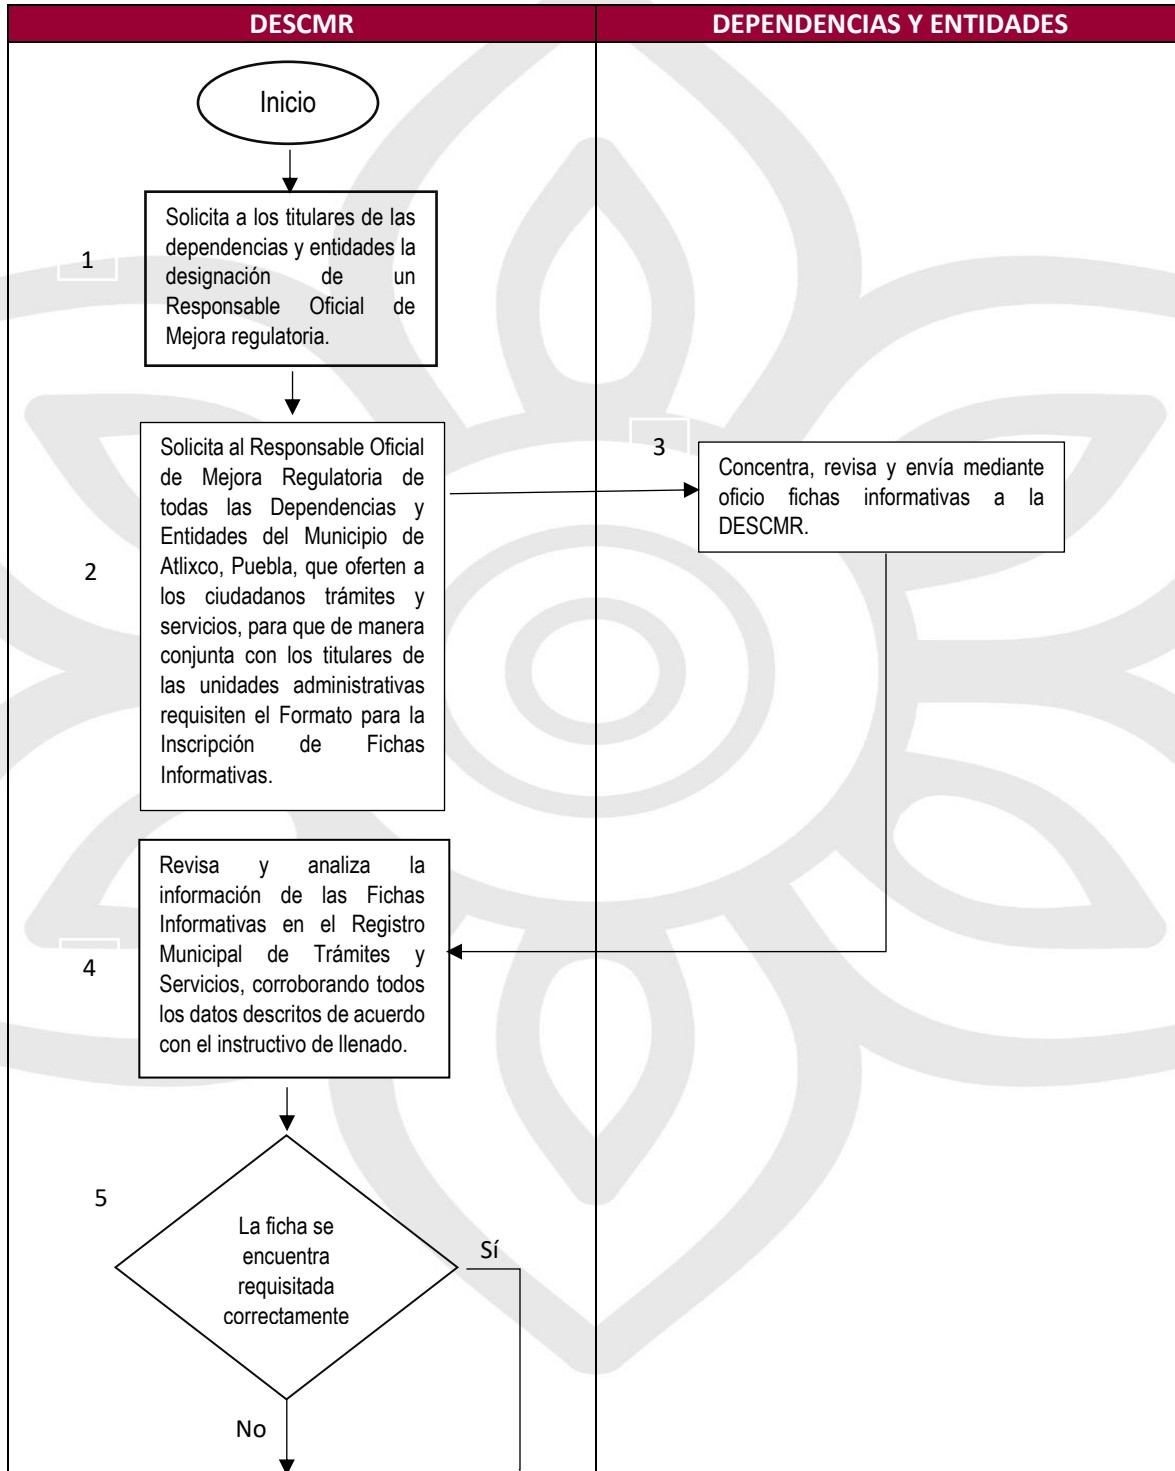 DESCMR
DEPENDENCIAS Y ENTIDADES
Inicio
1
Solicita a los titulares de las
dependencias y entidades la
designación de un
Responsable Oficial de
Mejora regulatoria.
2
Solicita al Responsable Oficial
de Mejora Regulatoria de
todas las Dependencias y
Entidades del Municipio de
Atlixco, Puebla, que oferten a
los ciudadanos trámites y
servicios, para que de manera
conjunta con los titulares de
las unidades administrativas
requisiten el Formato para la
Inscripción de Fichas
Informativas.
3
Concentra, revisa y envía mediante
oficio fichas informativas a la
DESCMR.
4
Revisa y analiza la
información de las Fichas
Informativas en el Registro
Municipal de Trámites y
Servicios, corroborando todos
los datos descritos de acuerdo
con el instructivo de llenado.
5
La ficha se
encuentra
requisitada
correctamente
Sí
No